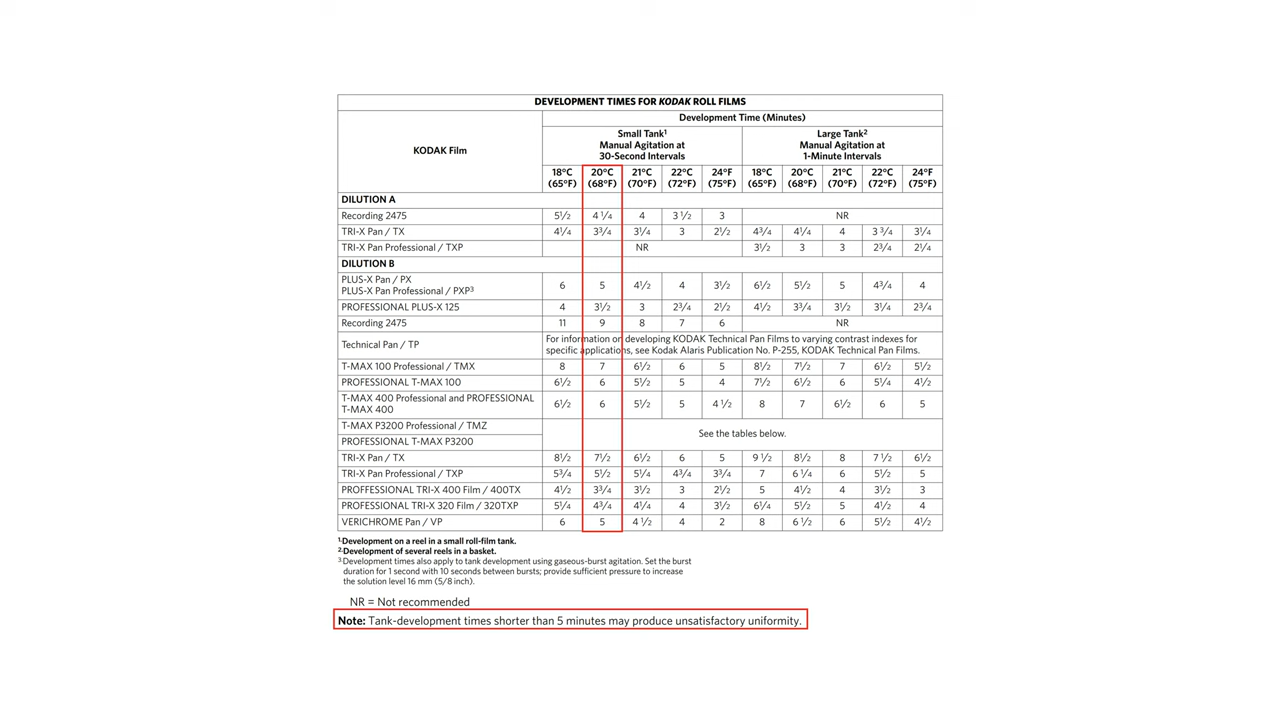 DEVELOPMENT TIMES FOR KODAK ROLL FILMS
KODAK Film
Development Time (Minutes)
Small Tank¹
Manual Agitation at
30-Second Intervals
Large Tank²
Manual Agitation at
1-Minute Intervals
18°C (65°F) 20°C (68°F) 21°C (70°F) 22°C (72°F) 24°F (75°F) 18°C (65°F) 20°C (68°F) 21°C (70°F) 22°C (72°F) 24°F (75°F)
DILUTION A
Recording 2475 5½ 4 ¼ 4 3 ½ 3 NR
TRI-X Pan / TX 4¼ 3¾ 3¼ 3 2½ 4¾ 4¼ 4 3 ¾ 3¼
TRI-X Pan Professional / TXP NR 3½ 3 3 2¾ 2¼
DILUTION B
PLUS-X Pan / PX
PLUS-X Pan Professional / PXP³ 6 5 4½ 4 3½ 6½ 5½ 5 4¾ 4
PROFESSIONAL PLUS-X 125 4 3½ 3 2¾ 2½ 4½ 3¾ 3½ 3¼ 2¾
Recording 2475 11 9 8 7 6 NR
Technical Pan / TP For information on developing KODAK Technical Pan Films to varying contrast indexes for
specific applications, see Kodak Alaris Publication No. P-255, KODAK Technical Pan Films.
T-MAX 100 Professional / TMX 8 7 6½ 6 5 8½ 7½ 7 6½ 5½
PROFESSIONAL T-MAX 100 6½ 6 5½ 5 4 7½ 6½ 6 5¼ 4½
T-MAX 400 Professional and PROFESSIONAL
T-MAX 400 6½ 6 5½ 5 4 ½ 8 7 6½ 6 5
T-MAX P3200 Professional / TMZ
See the tables below.
PROFESSIONAL T-MAX P3200
TRI-X Pan / TX 8½ 7½ 6½ 6 5 9 ½ 8½ 8 7 ½ 6½
TRI-X Pan Professional / TXP 5¾ 5½ 5¼ 4¾ 3¾ 7 6 ¼ 6 5½ 5
PROFFESSIONAL TRI-X 400 Film / 400TX 4½ 3¾ 3½ 3 2½ 5 4½ 4 3½ 3
PROFESSIONAL TRI-X 320 Film / 320TXP 5¼ 4¾ 4¼ 4 3½ 6¼ 5½ 5 4½ 4
VERICHROME Pan / VP 6 5 4 ½ 4 2 8 6 ½ 6 5½ 4½
¹Development on a reel in a small roll-film tank.
²Development of several reels in a basket.
³Development times also apply to tank development using gaseous-burst agitation. Set the burst
duration for 1 second with 10 seconds between bursts; provide sufficient pressure to increase
the solution level 16 mm (5/8 inch).
NR = Not recommended
Note: Tank-development times shorter than 5 minutes may produce unsatisfactory uniformity.